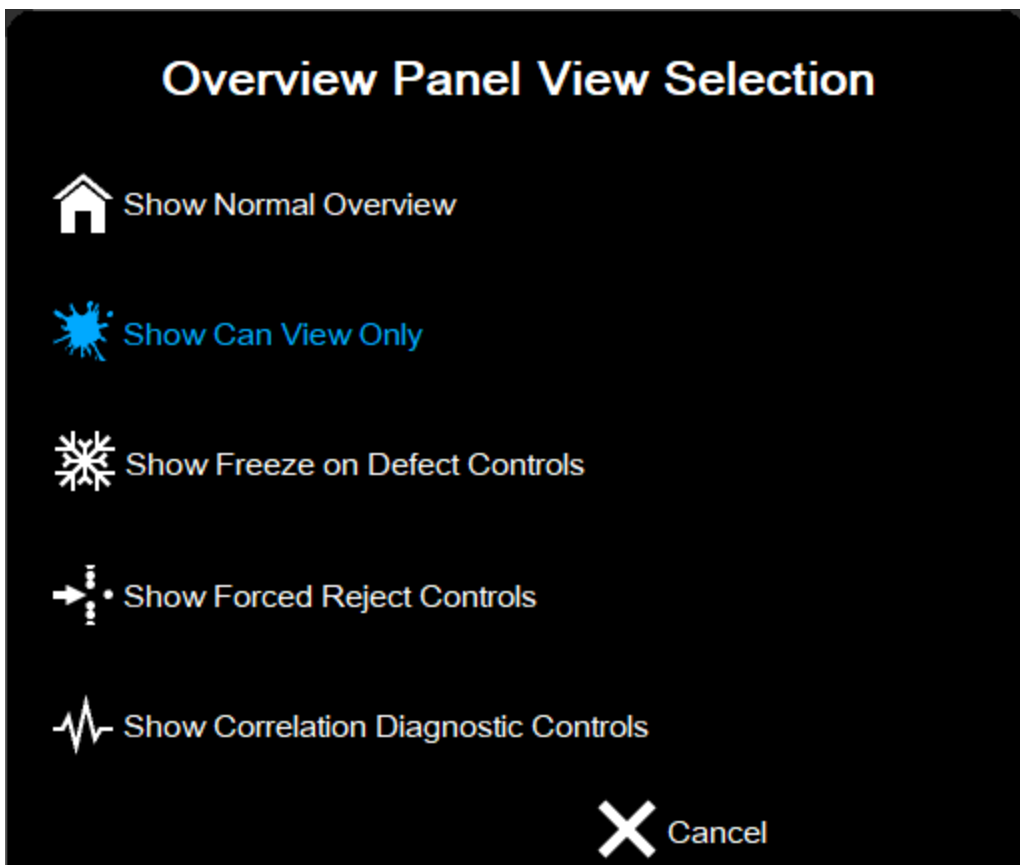 Overview Panel View Selection
Show Normal Overview
Show Can View Only
Show Freeze on Defect Controls
Show Forced Reject Controls
Show Correlation Diagnostic Controls
Cancel